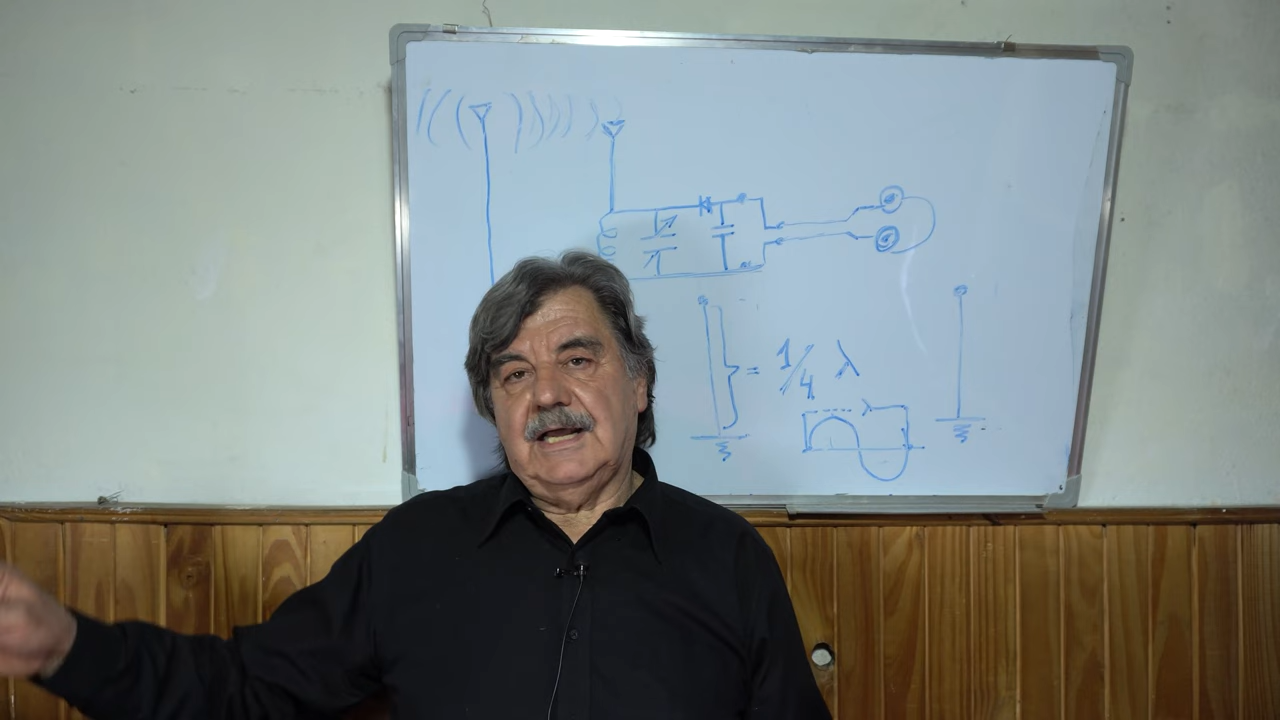 = 1/4 λ
λ